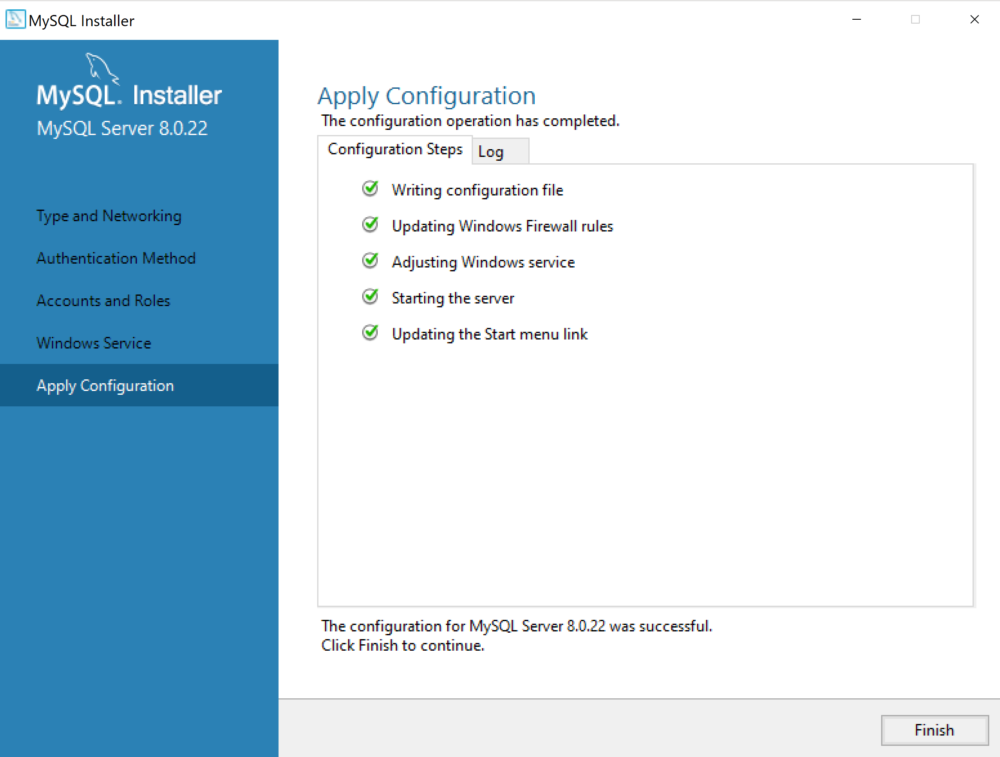 MySQL Installer
MySQL. Installer
MySQL Server 8.0.22
Type and Networking
Authentication Method
Accounts and Roles
Windows Service
Apply Configuration
Apply Configuration
The configuration operation has completed.
Configuration Steps
Log
Writing configuration file
Updating Windows Firewall rules
Adjusting Windows service
Starting the server
Updating the Start menu link
The configuration for MySQL Server 8.0.22 was successful.
Click Finish to continue.
Finish